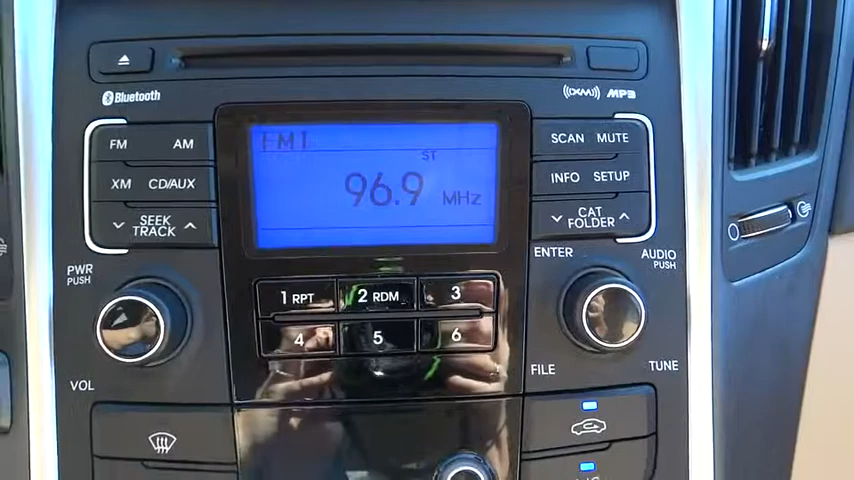 Bluetooth
XM MP3
FM AM
XM CD/AUX
SEEK
TRACK
FM1
ST
96.9 MHz
SCAN MUTE
INFO SETUP
CAT
FOLDER
PWR
PUSH
VOL
1 RPT 2 RDM 3
4 5 6
ENTER
AUDIO
PUSH
FILE
TUNE